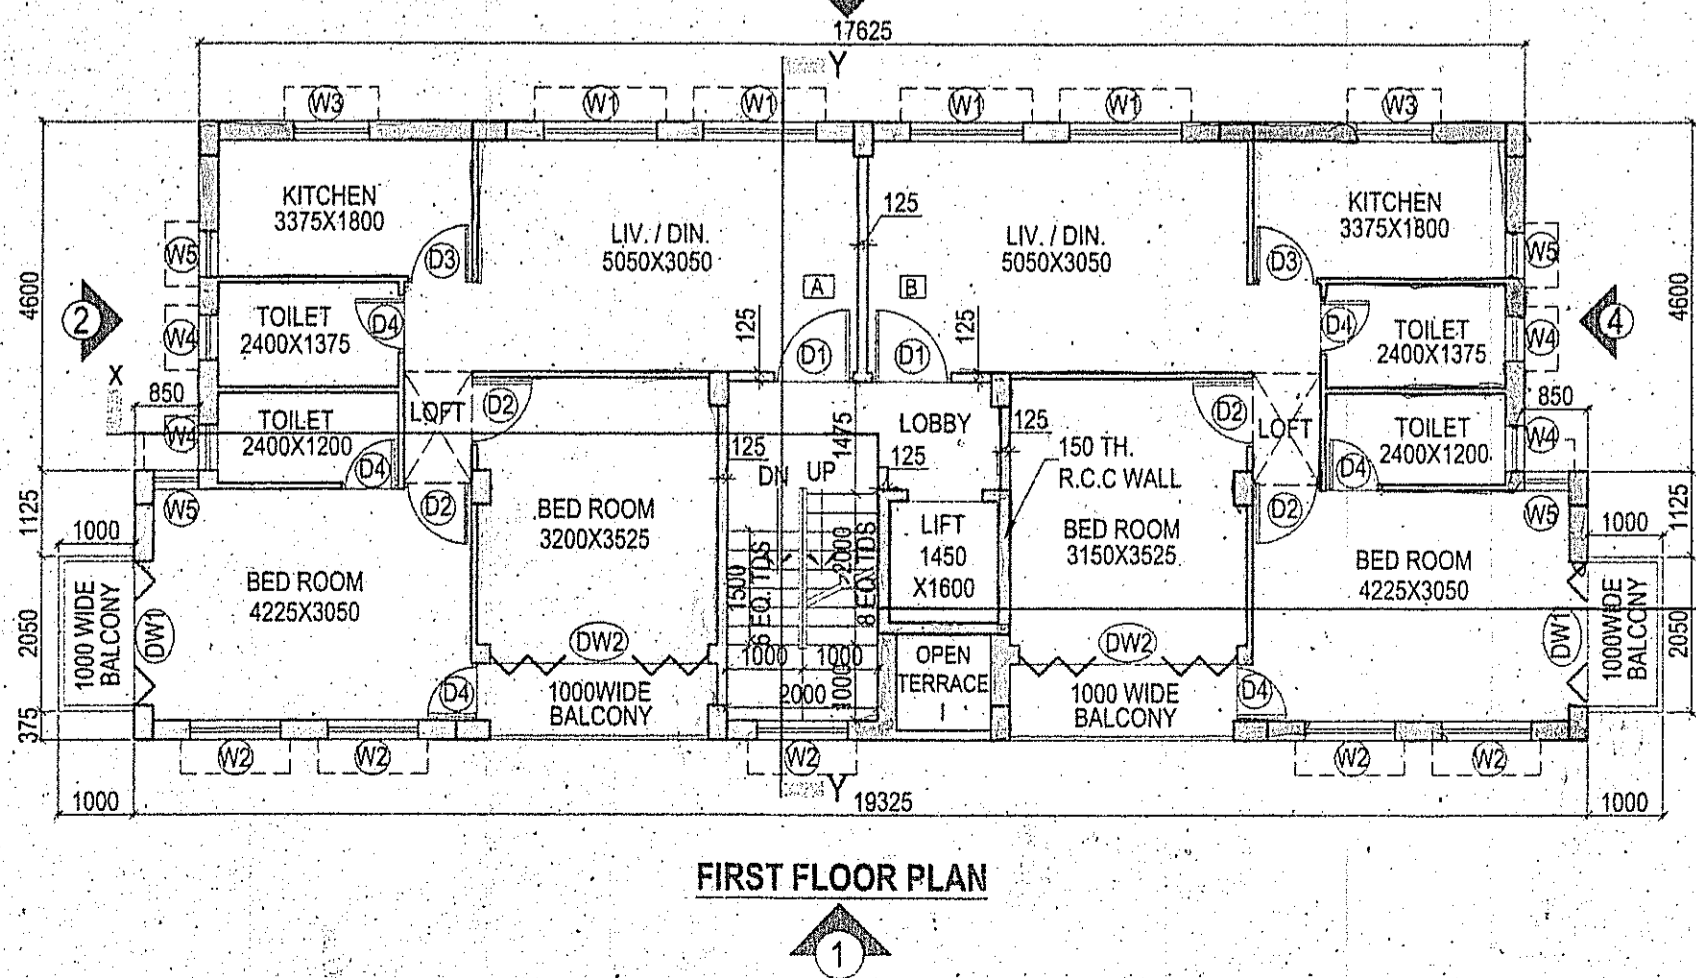 17625
Y
W3
W1
W1
W1
W1
W3
KITCHEN
3375X1800
LIV. / DIN.
5050X3050
125
LIV. / DIN.
5050X3050
KITCHEN
3375X1800
W5
D3
D3
W5
4600
A
B
4600
2
TOILET
2400X1375
D4
W4
125
D1
D1
125
D4
TOILET
2400X1375
W4
4
X
850
TOILET
2400X1200
W4
D4
LOFT
D2
1475
LOBBY
125
D2
LOFT
TOILET
2400X1200
D4
850
W4
125
DN
UP
125
150 TH.
R.C.C WALL
1125
W5
D2
BED ROOM
3200X3525
LIFT
1450
X1600
BED ROOM
3150X3525
D2
W5
1125
1000
1000
BED ROOM
4225X3050
1500
6 EQ.TDS
2000
8 EQ.TDS
BED ROOM
4225X3050
2050
1000 WIDE
BALCONY
DW1
DW2
DW2
DW1
1000WIDE
BALCONY
2050
1000
1000
OPEN
TERRACE
375
D4
1000WIDE
BALCONY
2000
1000
1000 WIDE
BALCONY
D4
W2
W2
W2
W2
W2
Y
1000
19325
1000
FIRST FLOOR PLAN
1